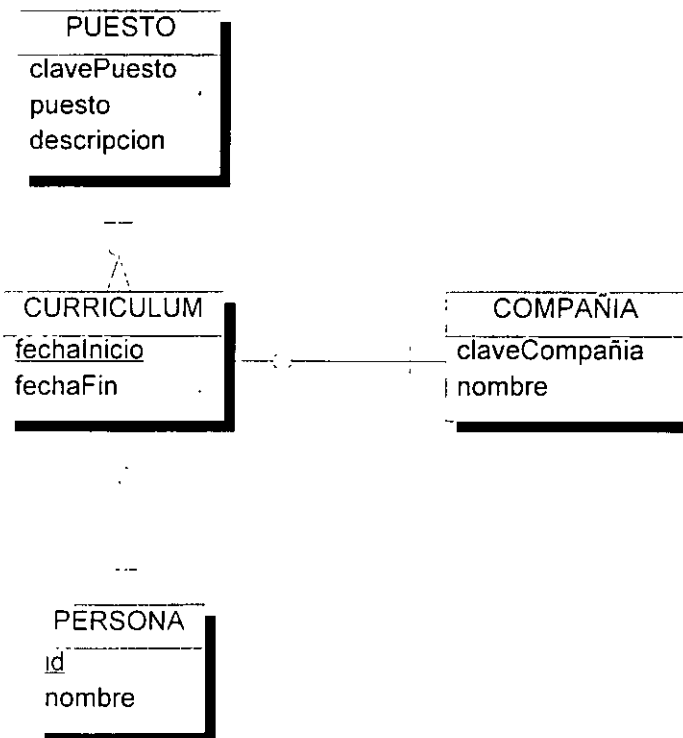 PUESTO
clavePuesto
puesto
descripcion
CURRICULUM
fechaInicio
fechaFin
COMPAÑIA
claveCompañia
nombre
PERSONA
id
nombre